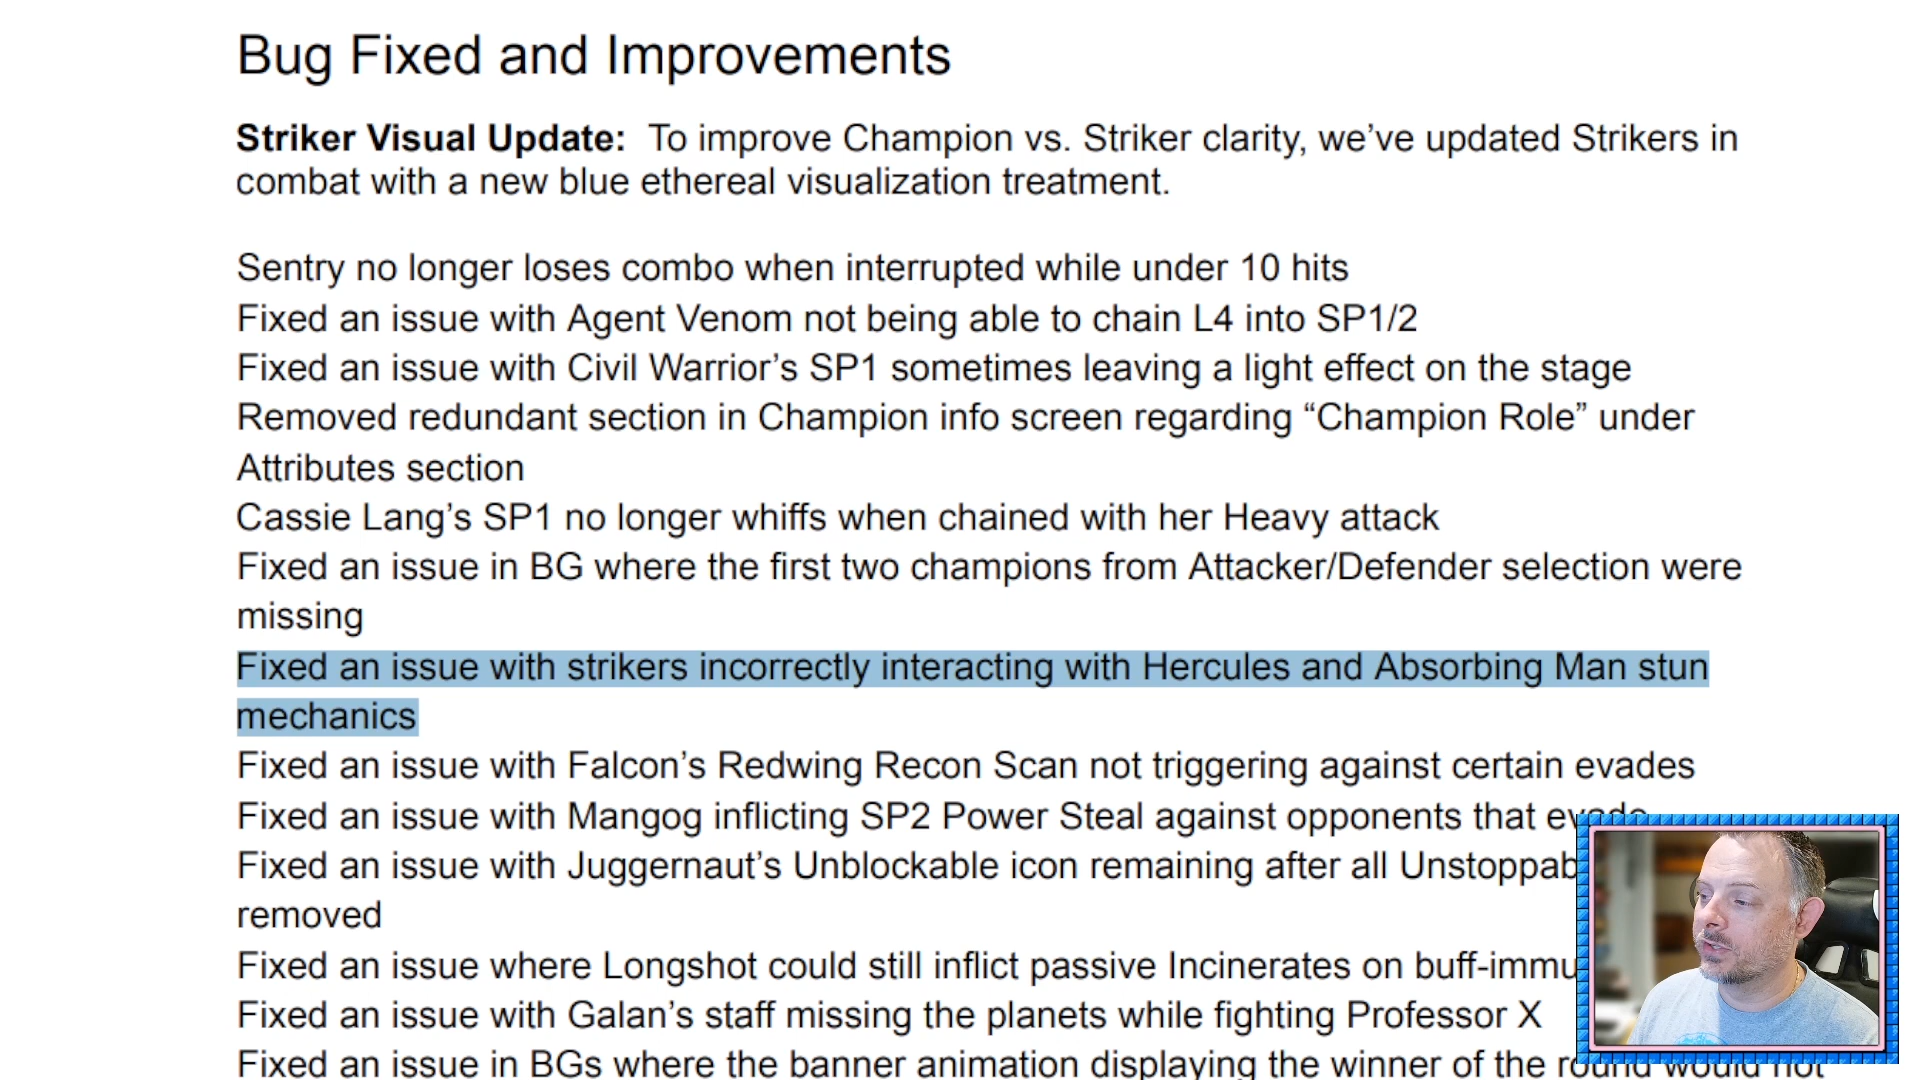 Bug Fixed and Improvements
Striker Visual Update:  To improve Champion vs. Striker clarity, we’ve updated Strikers in
combat with a new blue ethereal visualization treatment.
Sentry no longer loses combo when interrupted while under 10 hits
Fixed an issue with Agent Venom not being able to chain L4 into SP1/2
Fixed an issue with Civil Warrior’s SP1 sometimes leaving a light effect on the stage
Removed redundant section in Champion info screen regarding “Champion Role” under
Attributes section
Cassie Lang’s SP1 no longer whiffs when chained with her Heavy attack
Fixed an issue in BG where the first two champions from Attacker/Defender selection were
missing
Fixed an issue with strikers incorrectly interacting with Hercules and Absorbing Man stun
mechanics
Fixed an issue with Falcon’s Redwing Recon Scan not triggering against certain evades
Fixed an issue with Mangog inflicting SP2 Power Steal against opponents that evade
Fixed an issue with Juggernaut’s Unblockable icon remaining after all
removed
Fixed an issue where Longshot could still inflict passive Incinerates on
Fixed an issue with Galan’s staff missing the planets while fighting Professor X
Fixed an issue in BGs where the banner animation displaying the winner of the round would not